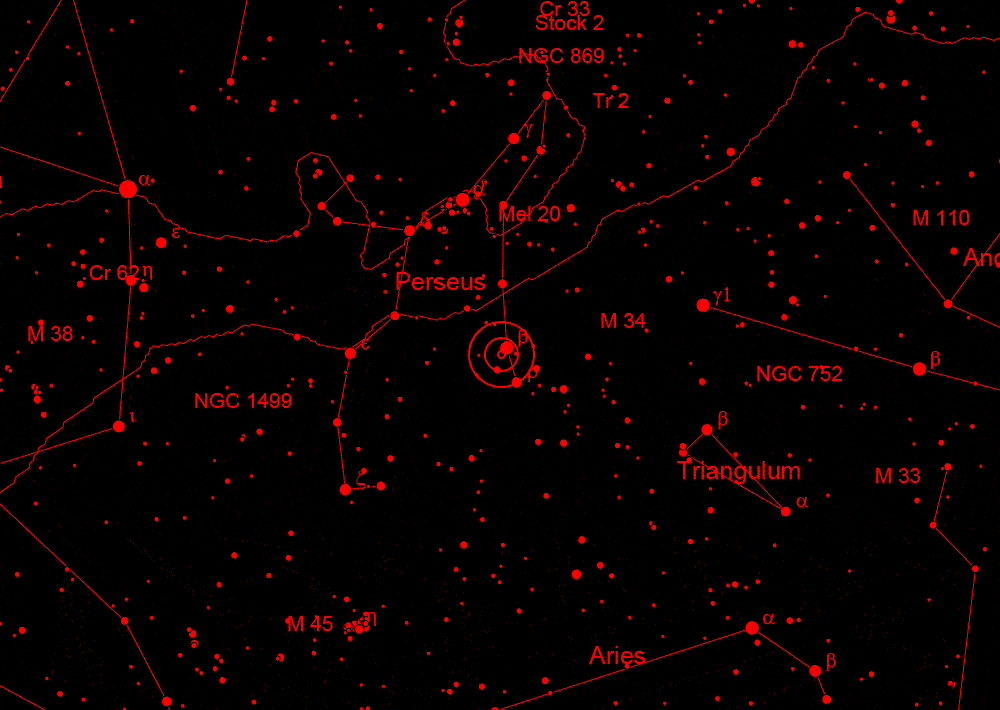 Cr 33
Stock 2
NGC 869
Tr 2
γ
α
α
Mel 20
M 110
ε
And
Cr 62 η
Perseus
γ1
M 38
M 34
β
ε
β
ρ
NGC 752
NGC 1499
ι
β
Triangulum
M 33
ζ
α
M 45
η
α
Aries
β